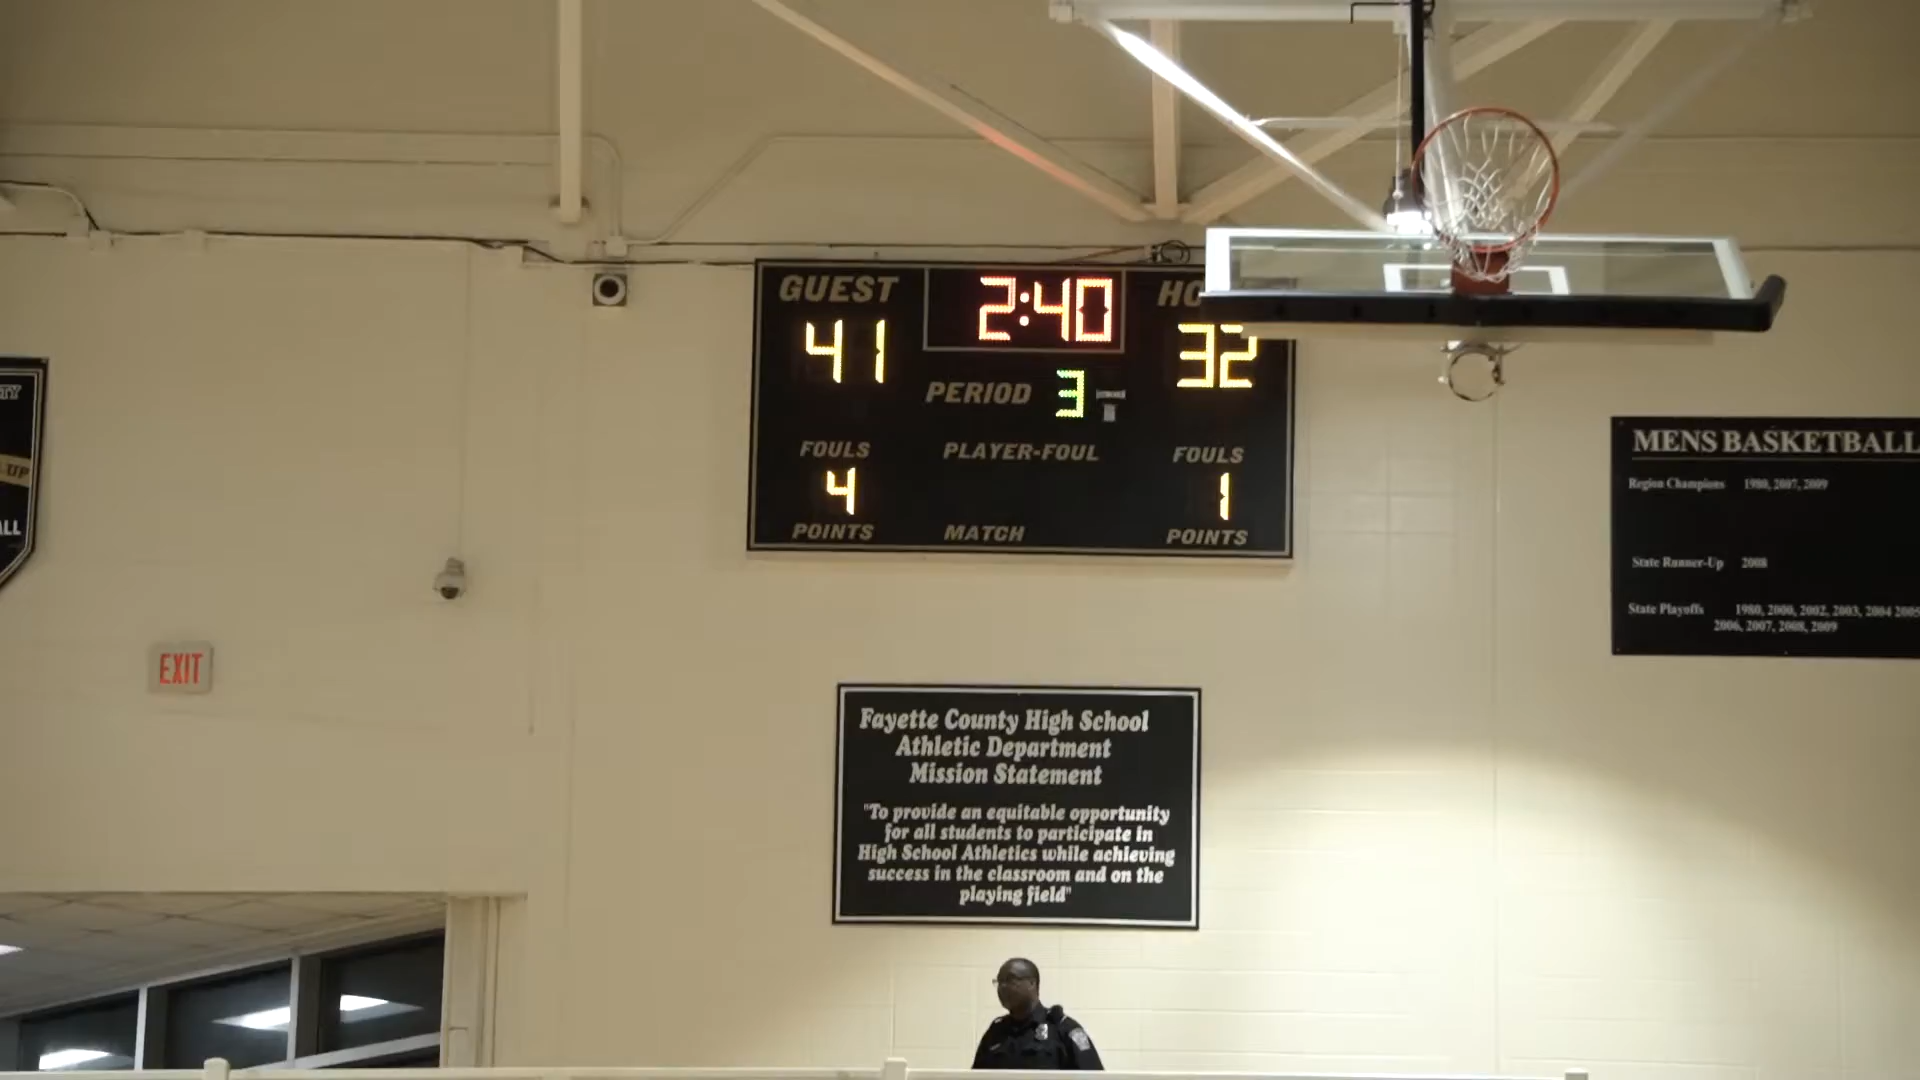 GUEST 2:40 HO
41 32
PERIOD 3
FOULS PLAYER-FOUL FOULS
4 1
POINTS MATCH POINTS
UP
ALL
EXIT
MENS BASKETBALL
Region Champions 1980, 2007, 2009
State Runner-Up 2008
State Playoffs 1980, 2000, 2002, 2003, 2004 2005
2006, 2007, 2008, 2009
Fayette County High School
Athletic Department
Mission Statement
"To provide an equitable opportunity
for all students to participate in
High School Athletics while achieving
success in the classroom and on the
playing field"